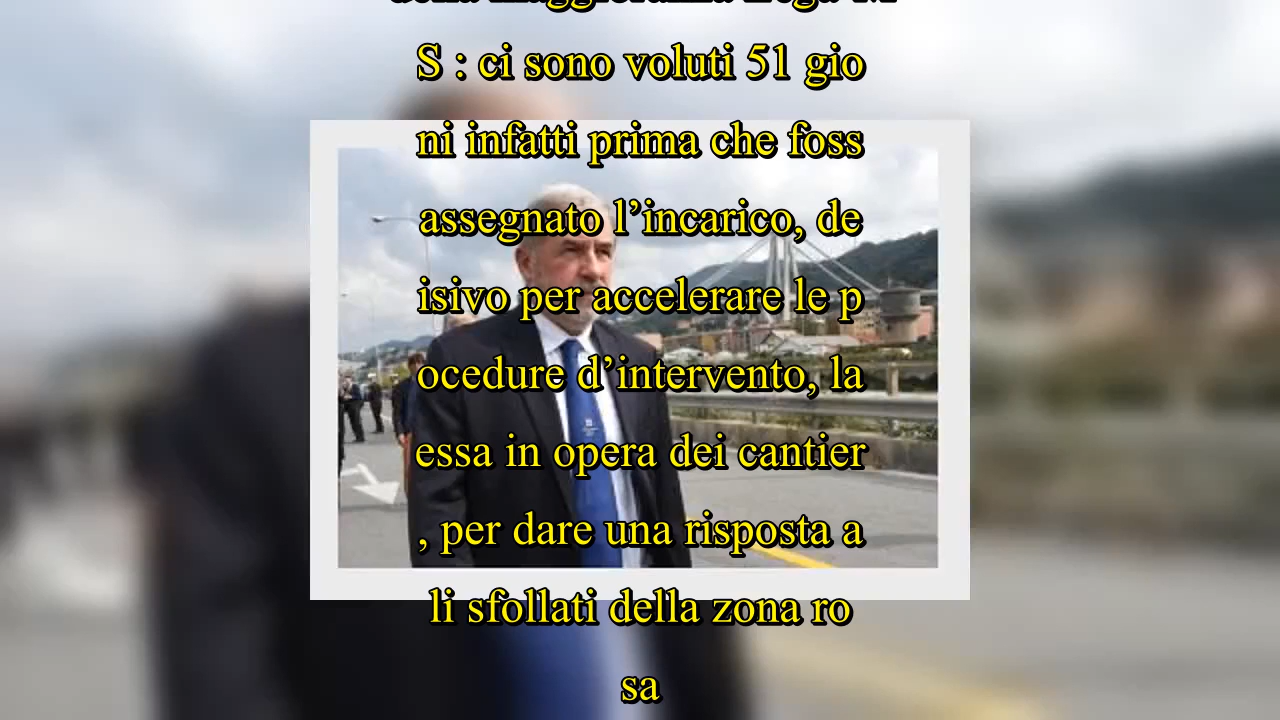 S : ci sono voluti 51 gio
ni infatti prima che foss
assegnato l’incarico, de
isivo per accelerare le p
ocedure d’intervento, la
essa in opera dei cantier
, per dare una risposta a
li sfollati della zona ro
sa